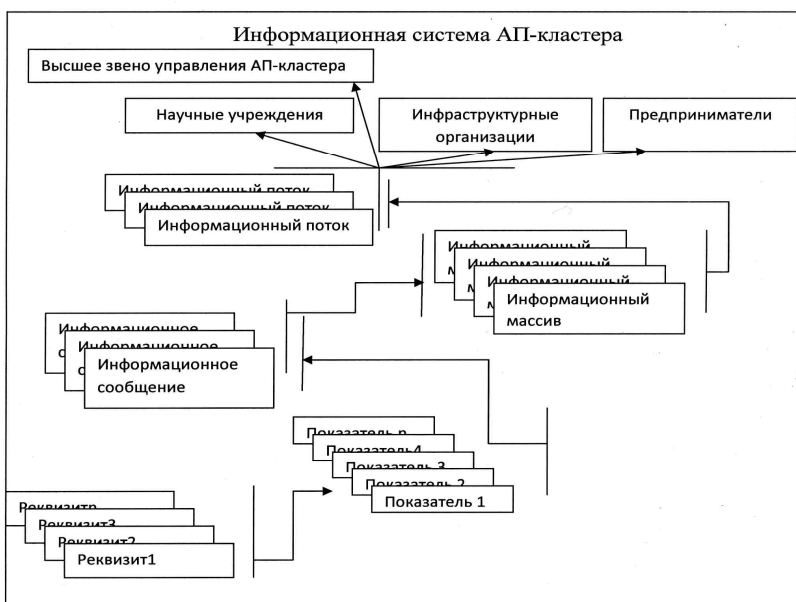 Информационная система АП-кластера
Высшее звено управления АП-кластера
Научные учреждения
Инфраструктурные
организации
Предприниматели
Информационный поток
Информационный поток
Информационный поток
Информационный
Информационный
Информационный
Информационный
массив
Информационное
Информационное
Информационное
сообщение
Показатель n
Показатель4
Показатель 3
Показатель 2
Показатель 1
Реквизитn
Реквизит3
Реквизит2
Реквизит1